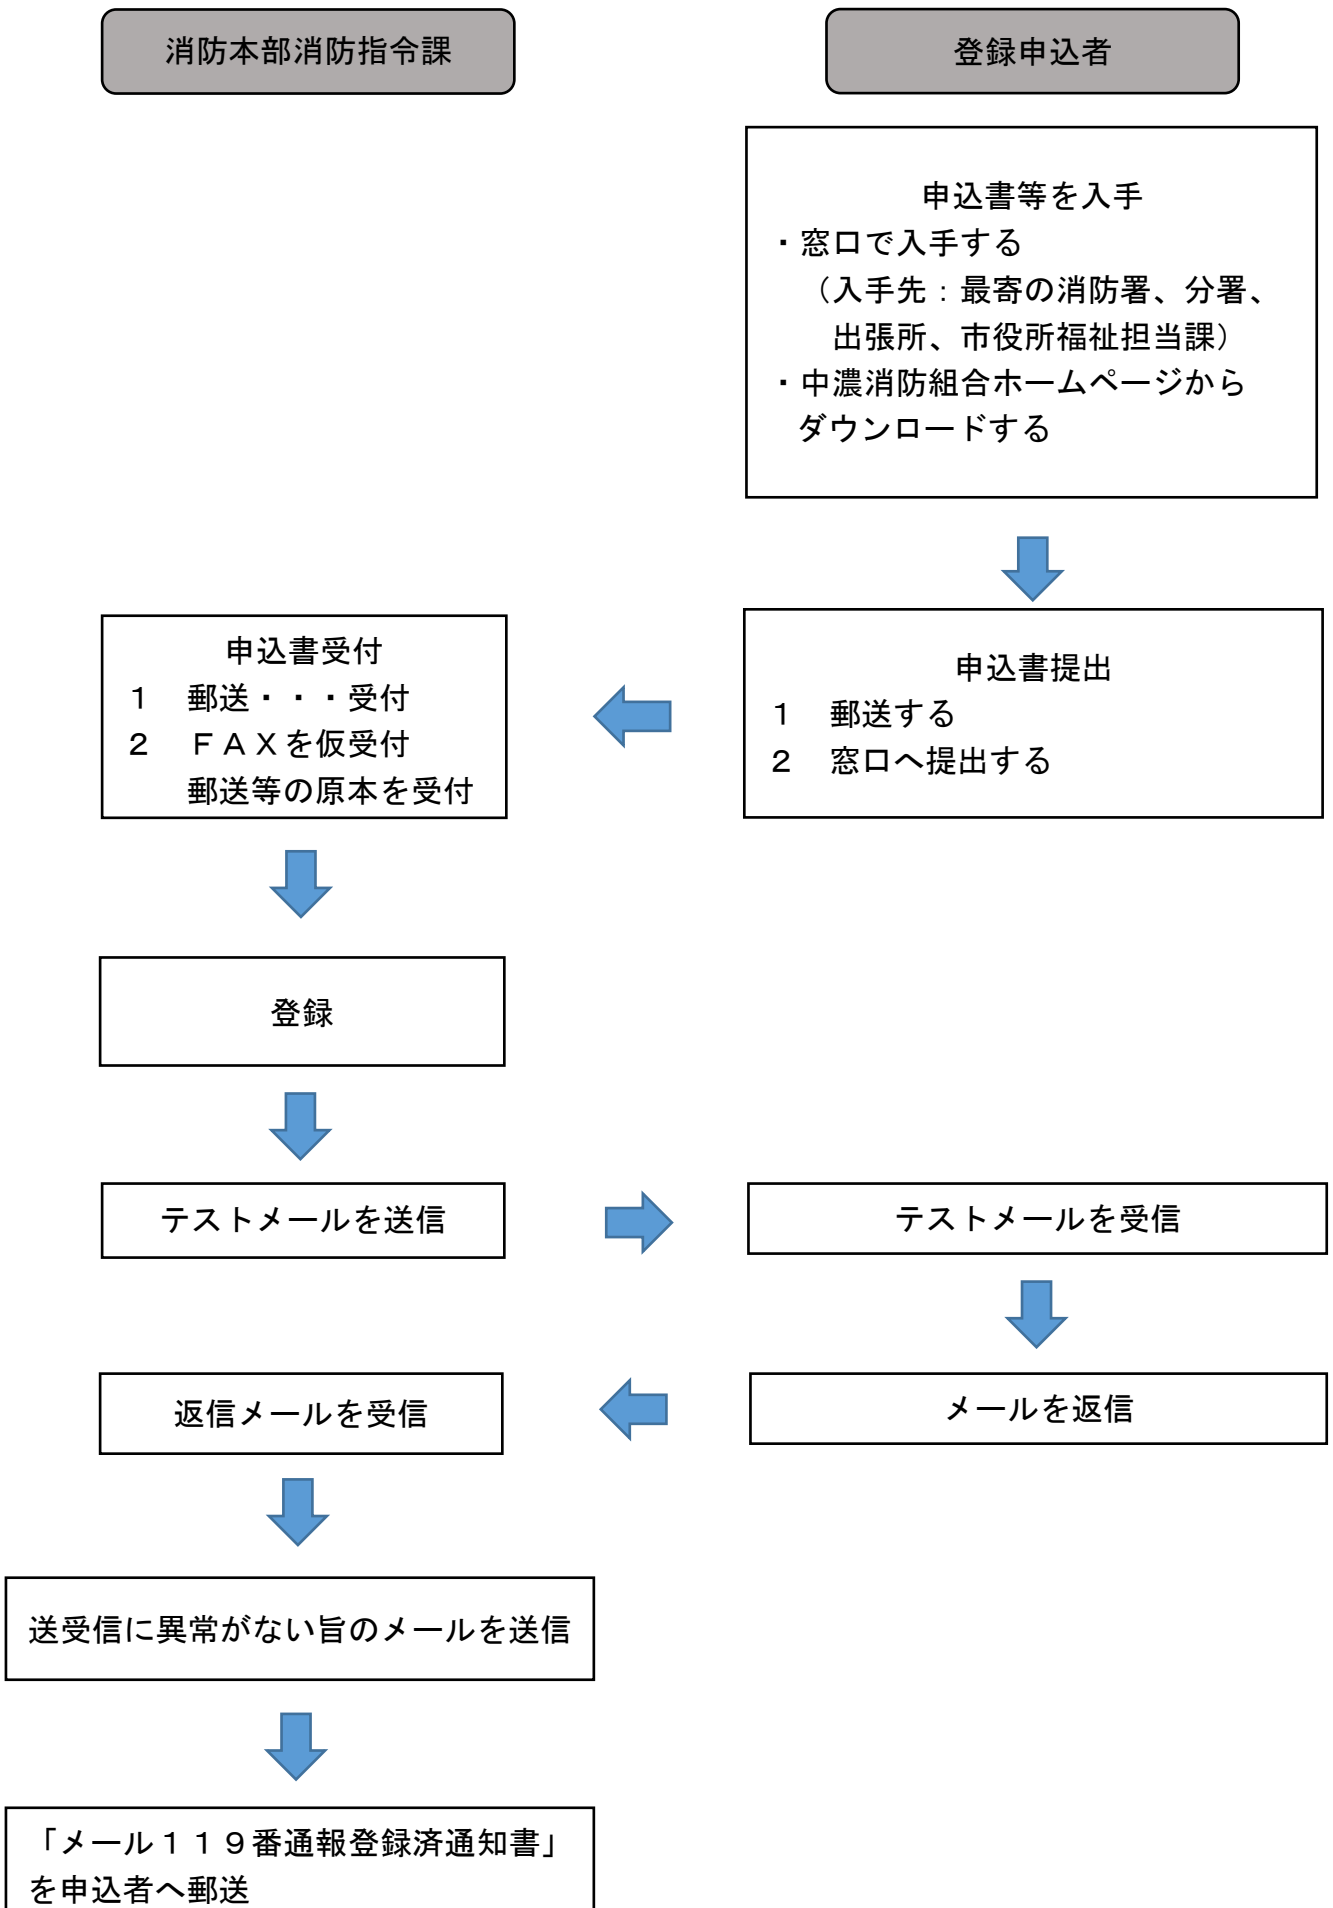 消防本部消防指令課
登録申込者
申込書等を入手
・窓口で入手する
（入手先：最寄の消防署、分署、
出張所、市役所福祉担当課）
・中濃消防組合ホームページから
ダウンロードする
申込書提出
１　郵送する
２　窓口へ提出する
申込書受付
１　郵送・・・受付
２　ＦＡＸを仮受付
郵送等の原本を受付
登録
テストメールを送信
テストメールを受信
メールを返信
返信メールを受信
送受信に異常がない旨のメールを送信
「メール１１９番通報登録済通知書」
を申込者へ郵送